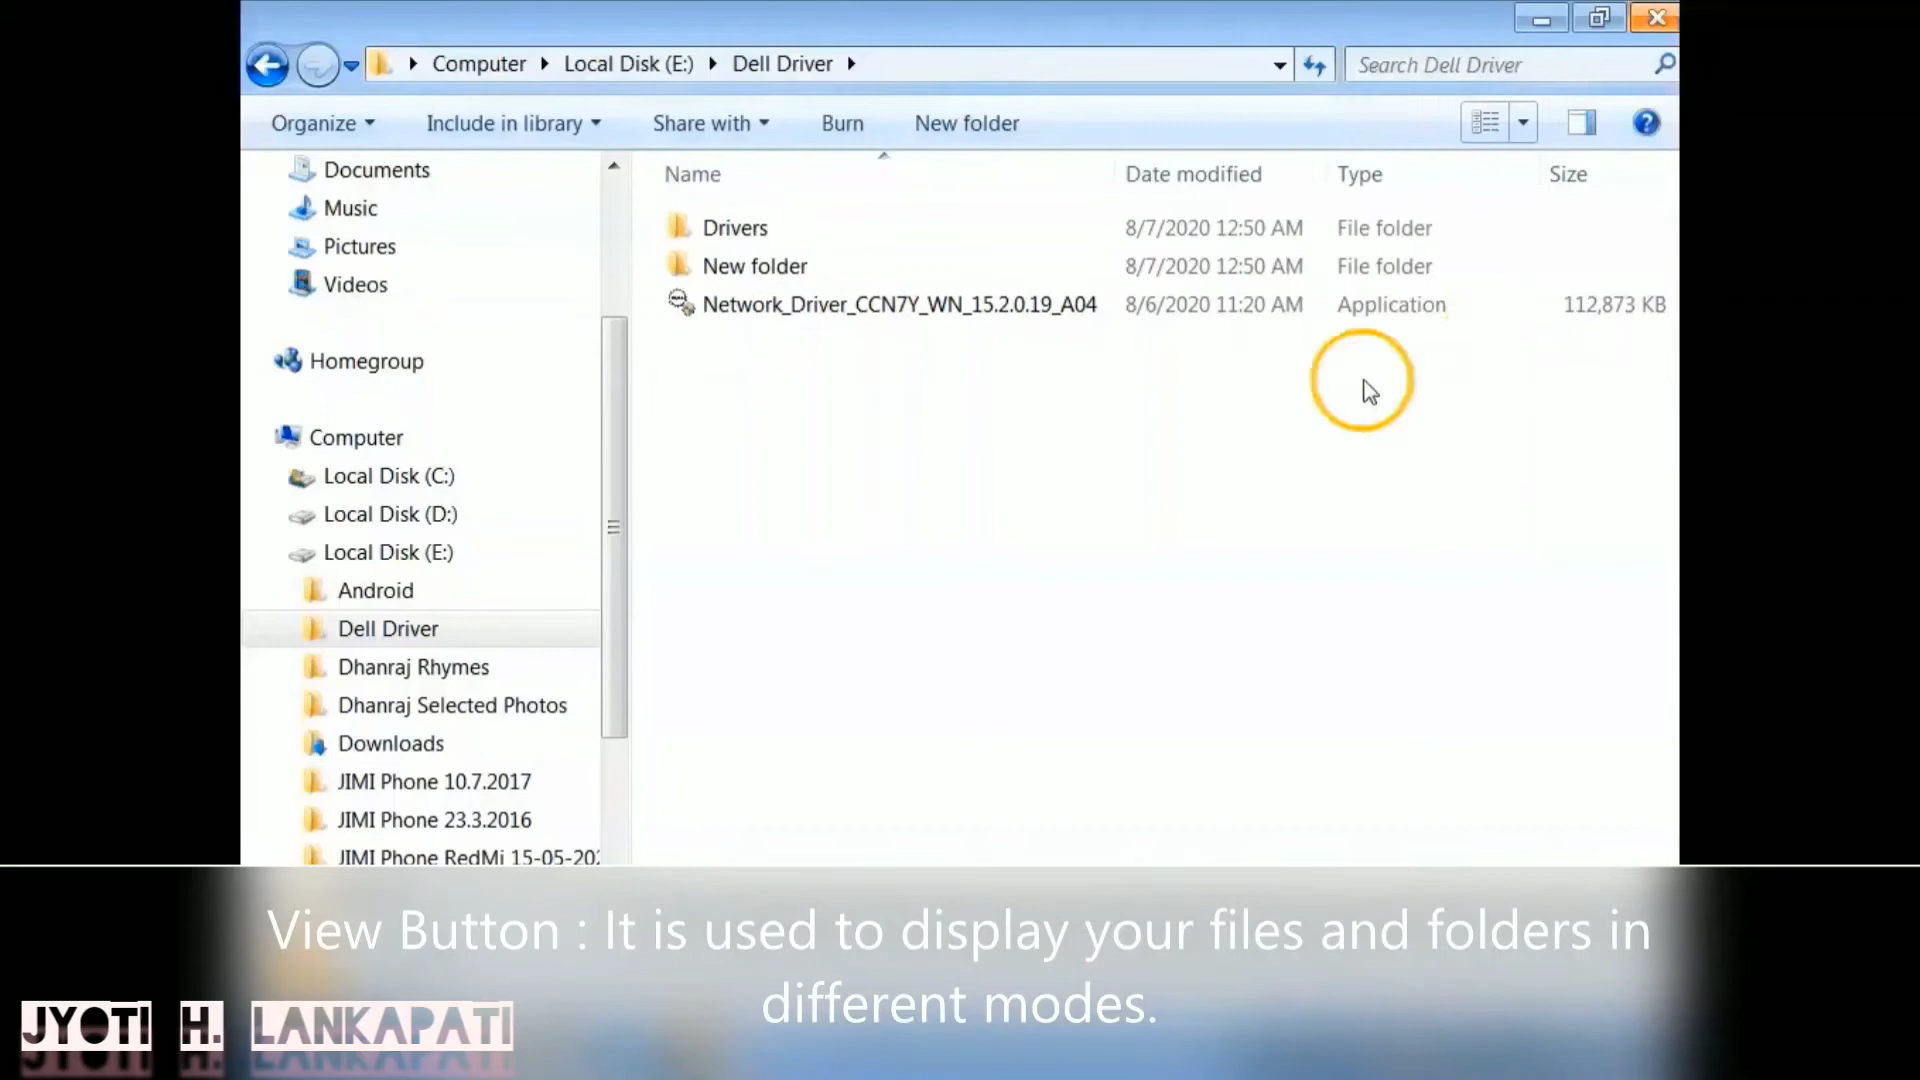 Computer Local Disk (E:) Dell Driver
Search Dell Driver
Organize Include in library Share with Burn New folder
Documents
Music
Pictures
Videos
Homegroup
Computer
Local Disk (C:)
Local Disk (D:)
Local Disk (E:)
Android
Dell Driver
Dhanraj Rhymes
Dhanraj Selected Photos
Downloads
JIMI Phone 10.7.2017
JIMI Phone 23.3.2016
JIMI Phone RedMi 15-05-202
Name Date modified Type Size
Drivers 8/7/2020 12:50 AM File folder
New folder 8/7/2020 12:50 AM File folder
Network_Driver_CCN7Y_WN_15.2.0.19_A04 8/6/2020 11:20 AM Application 112,873 KB
View Button : It is used to display your files and folders in
different modes.
JYOTI H. LANKAPATI